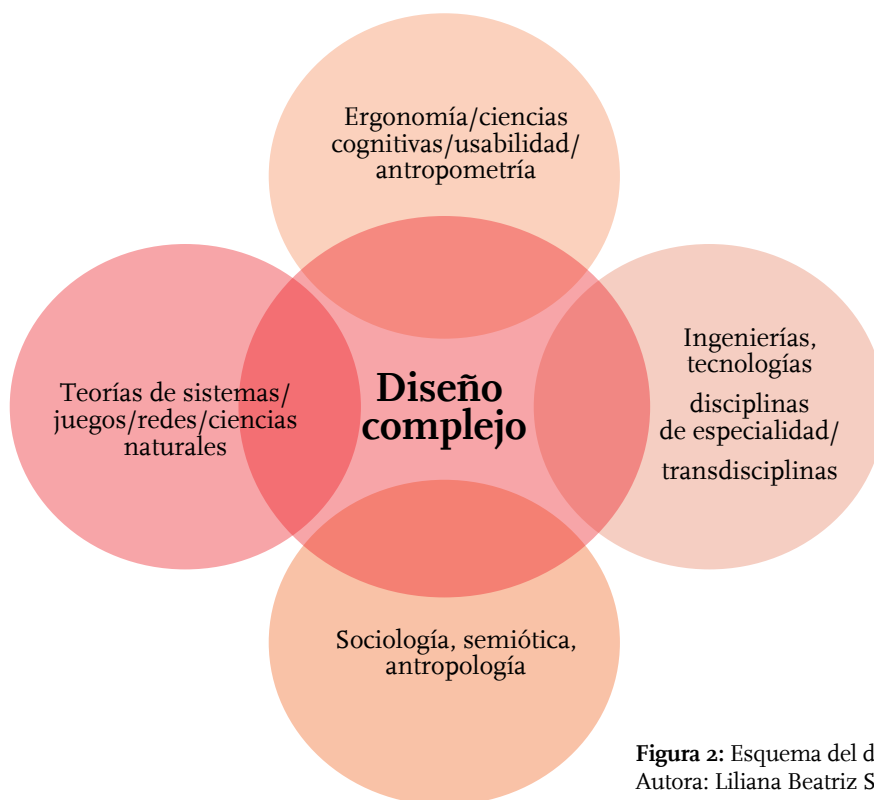 Ergonomía/ciencias
cognitivas/usabilidad/
antropometría
Teorías de sistemas/
juegos/redes/ciencias
naturales
Diseño
complejo
Ingenierías,
tecnologías
disciplinas
de especialidad/
transdisciplinas
Sociología, semiótica,
antropología
Figura 2: Esquema del d
Autora: Liliana Beatriz S